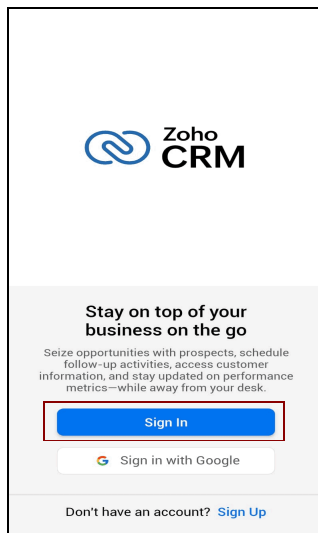 Zoho
CRM
Stay on top of your
business on the go
Seize opportunities with prospects, schedule
follow-up activities, access customer
information, and stay updated on performance
metrics—while away from your desk.
Sign In
Sign in with Google
Don't have an account? Sign Up